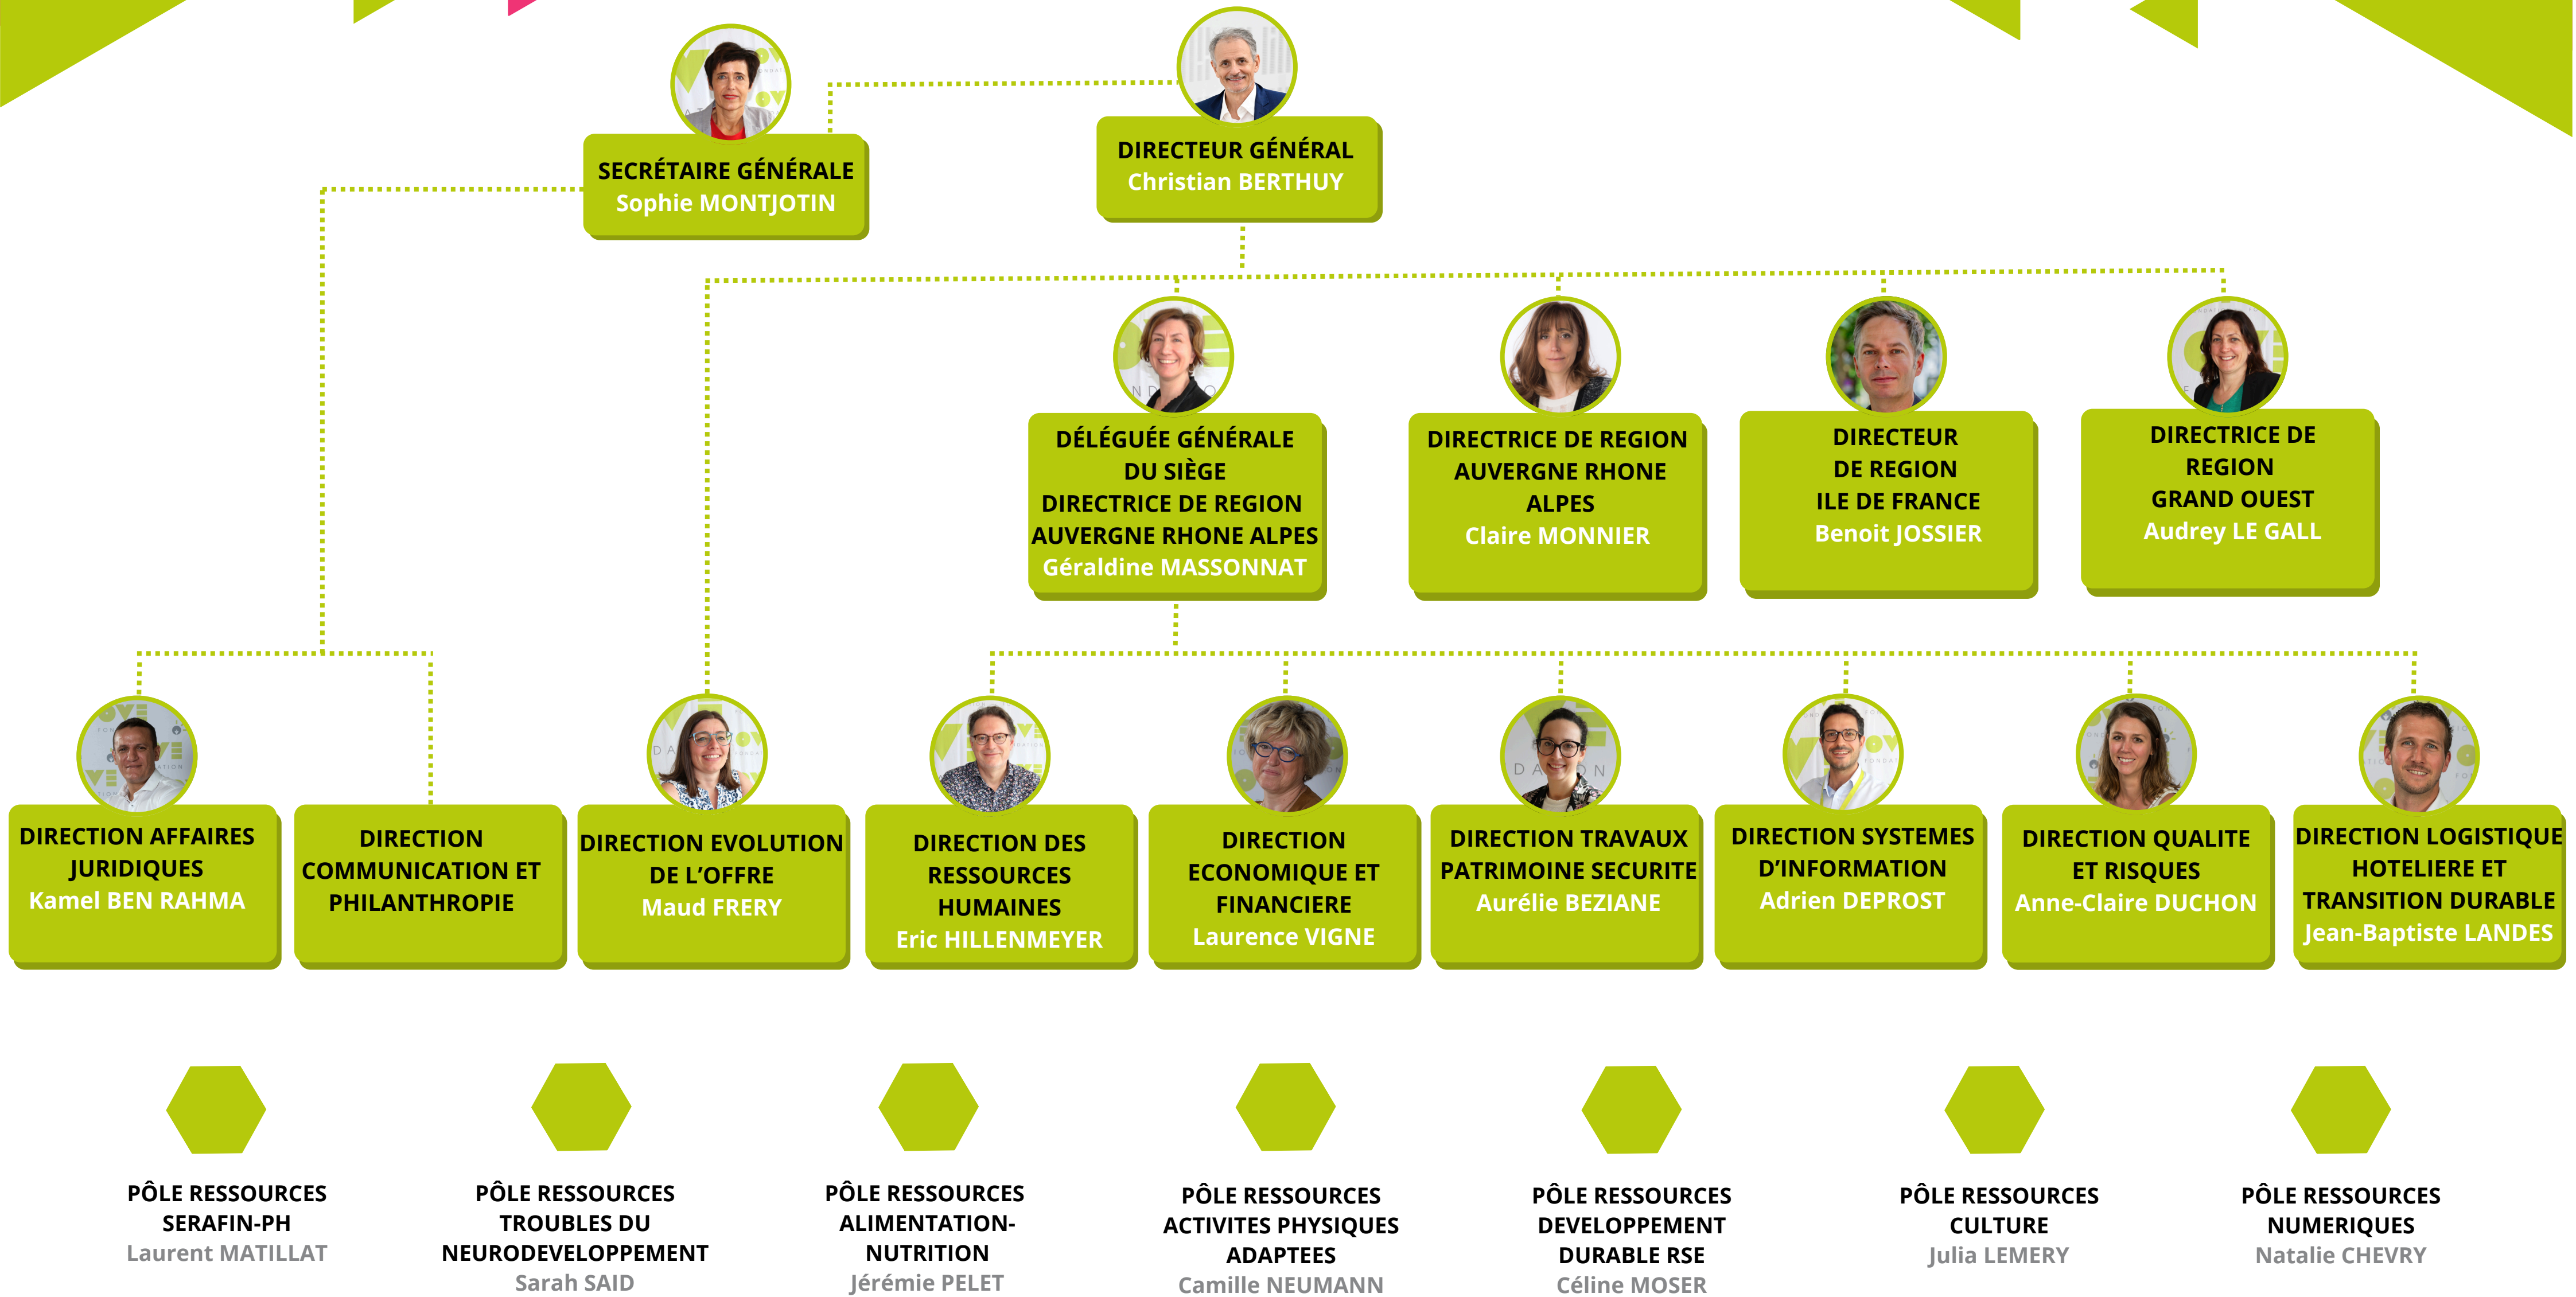 SECRÉTAIRE GÉNÉRALE
Sophie MONTJOTIN
DIRECTEUR GÉNÉRAL
Christian BERTHUY
DÉLÉGUÉE GÉNÉRALE
DU SIÈGE
DIRECTRICE DE REGION
AUVERGNE RHONE ALPES
Géraldine MASSONNAT
DIRECTRICE DE REGION
AUVERGNE RHONE
ALPES
Claire MONNIER
DIRECTEUR
DE REGION
ILE DE FRANCE
Benoit JOSSIER
DIRECTRICE DE
REGION
GRAND OUEST
Audrey LE GALL
DIRECTION AFFAIRES
JURIDIQUES
Kamel BEN RAHMA
DIRECTION
COMMUNICATION ET
PHILANTHROPIE
DIRECTION EVOLUTION
DE L’OFFRE
Maud FRERY
DIRECTION DES
RESSOURCES
HUMAINES
Eric HILLENMEYER
DIRECTION
ECONOMIQUE ET
FINANCIERE
Laurence VIGNE
DIRECTION TRAVAUX
PATRIMOINE SECURITE
Aurélie BEZIANE
DIRECTION SYSTEMES
D’INFORMATION
Adrien DEPROST
DIRECTION QUALITE
ET RISQUES
Anne-Claire DUCHON
DIRECTION LOGISTIQUE
HOTELIERE ET
TRANSITION DURABLE
Jean-Baptiste LANDES
PÔLE RESSOURCES
SERAFIN-PH
Laurent MATILLAT
PÔLE RESSOURCES
TROUBLES DU
NEURODEVELOPPEMENT
Sarah SAID
PÔLE RESSOURCES
ALIMENTATION-
NUTRITION
Jérémie PELET
PÔLE RESSOURCES
ACTIVITES PHYSIQUES
ADAPTEES
Camille NEUMANN
PÔLE RESSOURCES
DEVELOPPEMENT
DURABLE RSE
Céline MOSER
PÔLE RESSOURCES
CULTURE
Julia LEMERY
PÔLE RESSOURCES
NUMERIQUES
Natalie CHEVRY